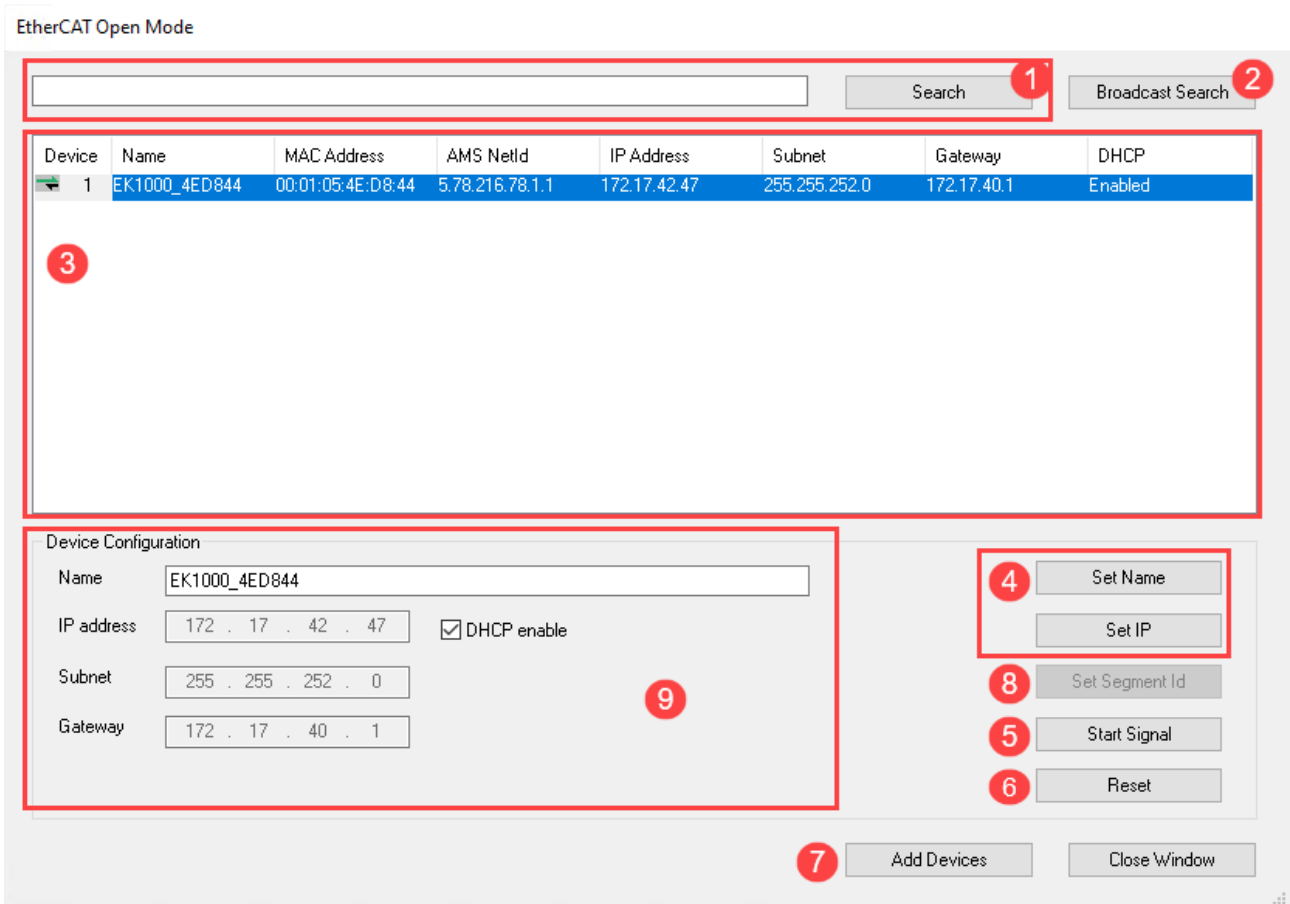 EtherCAT Open Mode
Search 1 Broadcast Search 2
Device Name MAC Address AMS NetId IP Address Subnet Gateway DHCP
1 EK1000_4ED844 00:01:05:4E:D8:44 5.78.216.78.1.1 172.17.42.47 255.255.252.0 172.17.40.1 Enabled
3
Device Configuration
Name EK1000_4ED844 4 Set Name
IP address 172 . 17 . 42 . 47 DHCP enable Set IP
Subnet 255 . 255 . 252 . 0 9 8 Set Segment Id
Gateway 172 . 17 . 40 . 1 5 Start Signal
6 Reset
7 Add Devices Close Window